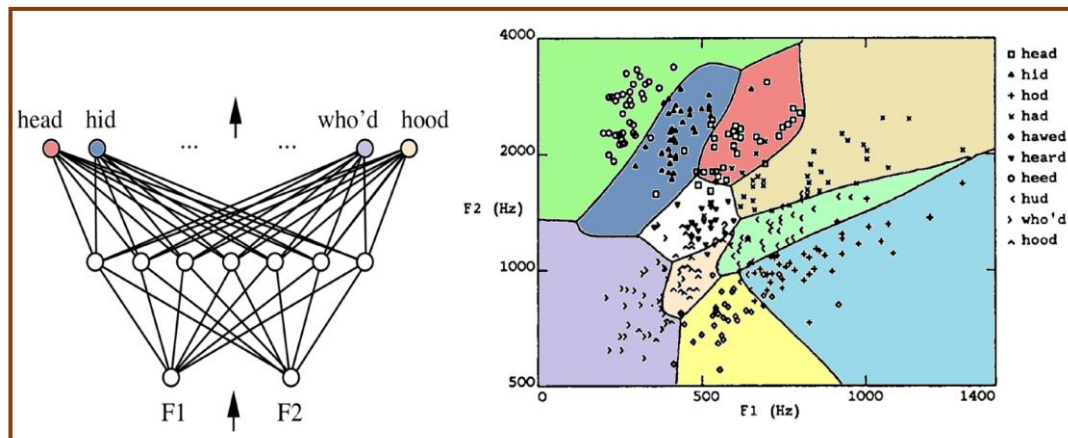 head hid ... ... who'd hood
F1 F2
4000
2000
F2 (Hz)
1000
500
0 500 1000 1400
F1 (Hz)
head
hid
hod
had
hawed
heard
heed
hud
who'd
hood